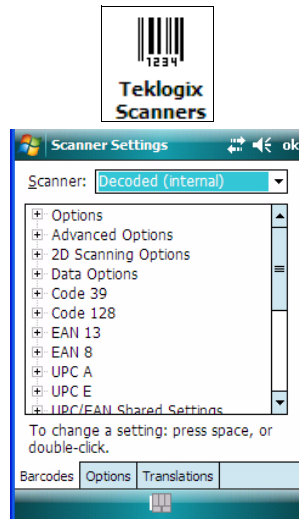 1234
Teklogix
Scanners
Scanner Settings ok
Scanner: Decoded (internal)
Options
Advanced Options
2D Scanning Options
Data Options
Code 39
Code 128
EAN 13
EAN 8
UPC A
UPC E
UPC/EAN Shared Settings
To change a setting: press space, or
double-click.
Barcodes Options Translations